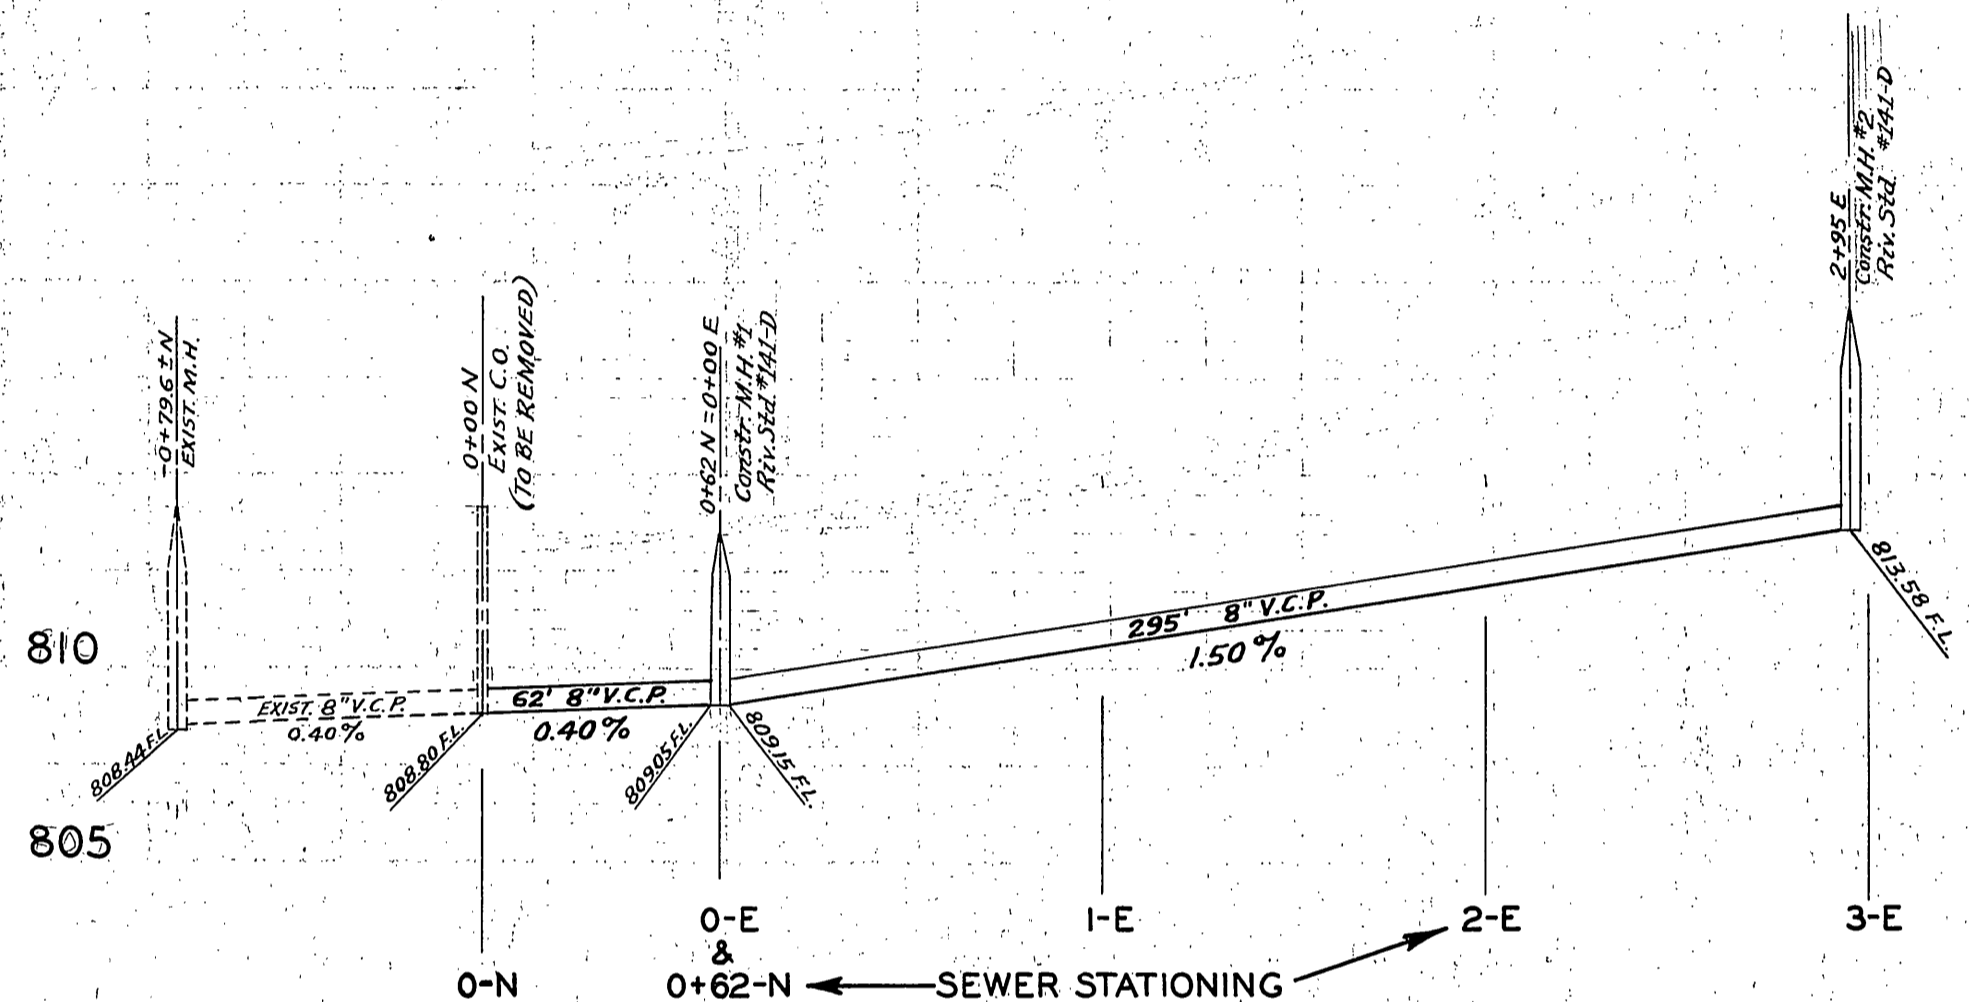 -0+79.6±N
EXIST. M.H.
0+00 N
EXIST. C.O.
(TO BE REMOVED)
0+62 N = 0+00 E
Constr. M.H. #1
Riv. Std. #141-D
2+95 E
Constr. M.H. #2
Riv. Std. #141-D
810
805
EXIST. 8" V.C.P.
0.40%
62' 8" V.C.P.
0.40%
295' 8" V.C.P.
1.50%
808.44 F.L.
808.80 F.L.
809.05 F.L.
809.15 F.L.
813.58 F.L.
0-E
1-E
2-E
3-E
&
0-N
0+62-N
SEWER STATIONING